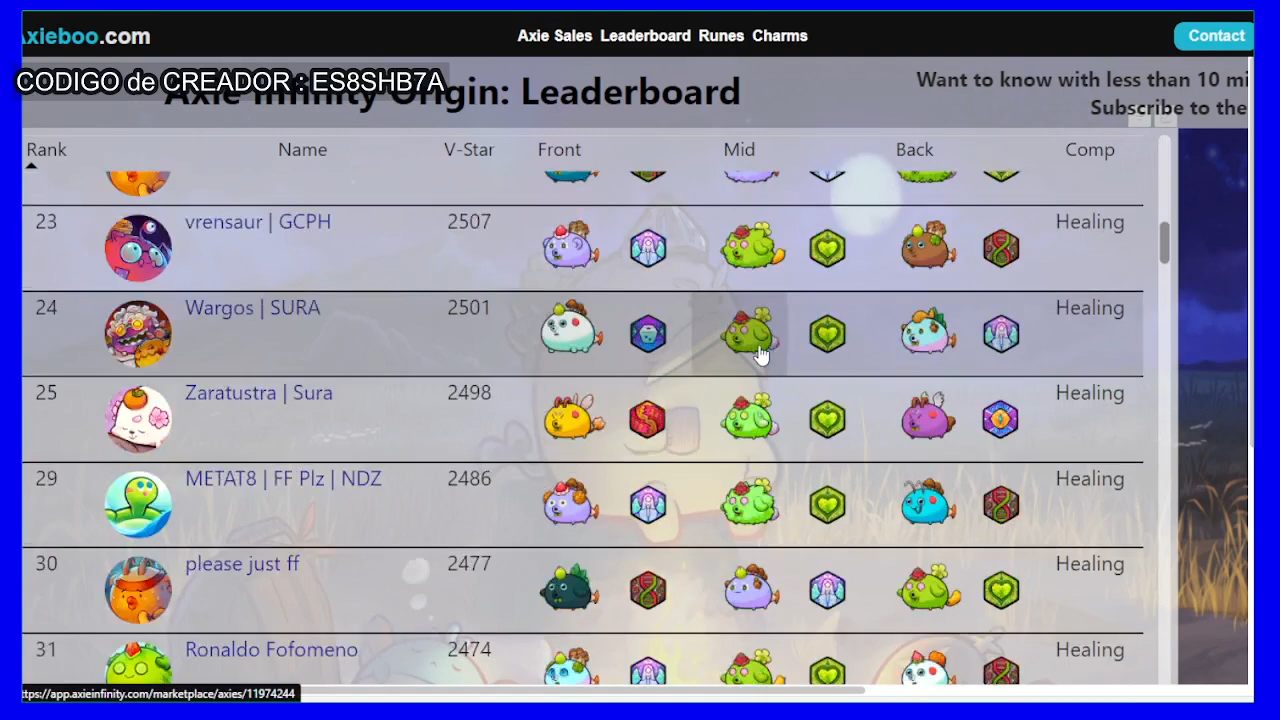 Axieboo.com
Axie Sales Leaderboard Runes Charms
Contact
CODIGO de CREADOR : ES8SHB7A
Axie Infinity Origin: Leaderboard
Want to know with less than 10 mi
Subscribe to the
Rank Name V-Star Front Mid Back Comp
23 vrensaur | GCPH 2507 Healing
24 Wargos | SURA 2501 Healing
25 Zaratustra | Sura 2498 Healing
29 METAT8 | FF Plz | NDZ 2486 Healing
30 please just ff 2477 Healing
31 Ronaldo Fofomeno 2474 Healing
ttps://app.axieinfinity.com/marketplace/axies/11974244